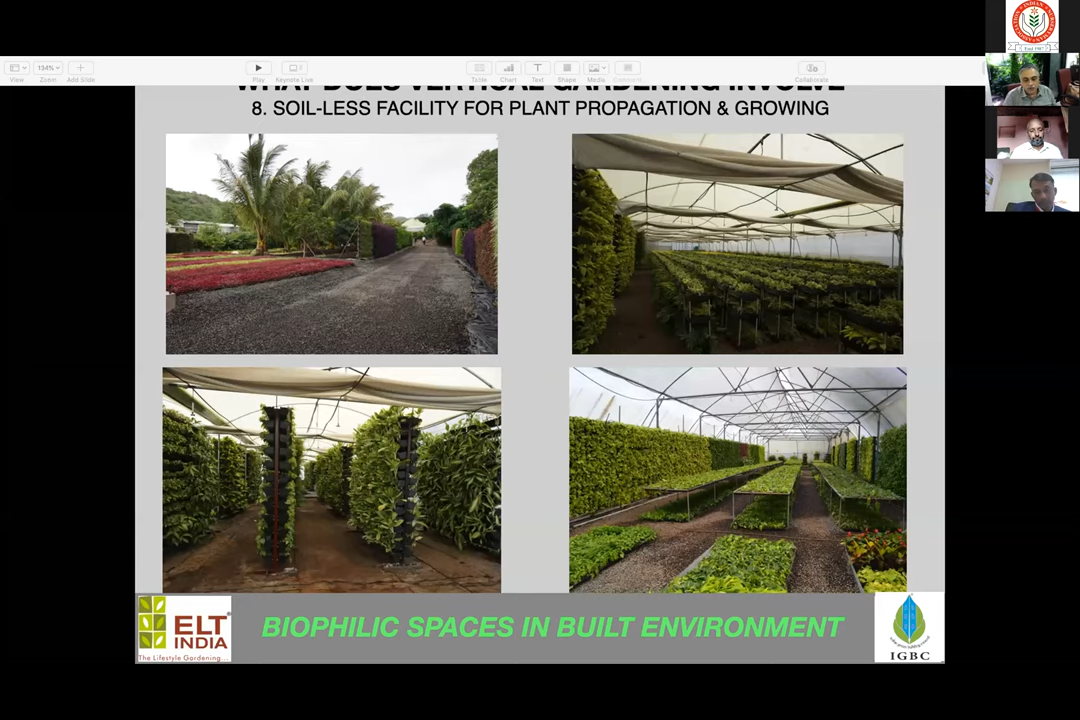 View
134%
Zoom
Add Slide
Play
Keynote Live
Table
Chart
Text
Shape
Media
Comment
Collaborate
WHAT DOES VERTICAL GARDENING INVOLVE
8. SOIL-LESS FACILITY FOR PLANT PROPAGATION & GROWING
ELT
INDIA
The Lifestyle Gardening...
BIOPHILIC SPACES IN BUILT ENVIRONMENT
IGBC